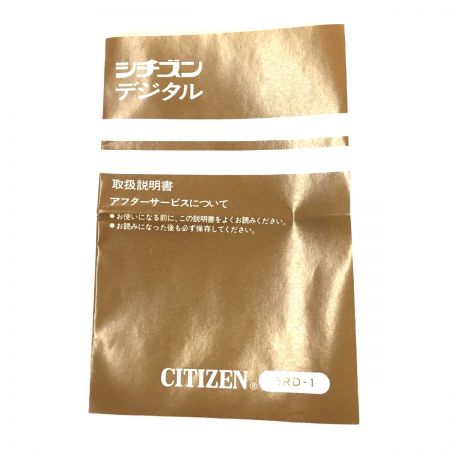 シチズン
デジタル
取扱説明書
アフターサービスについて
●お使いになる前に、この説明書をよくお読みください。
●お読みになった後も必ず保存してください。
CITIZEN® SRD-1